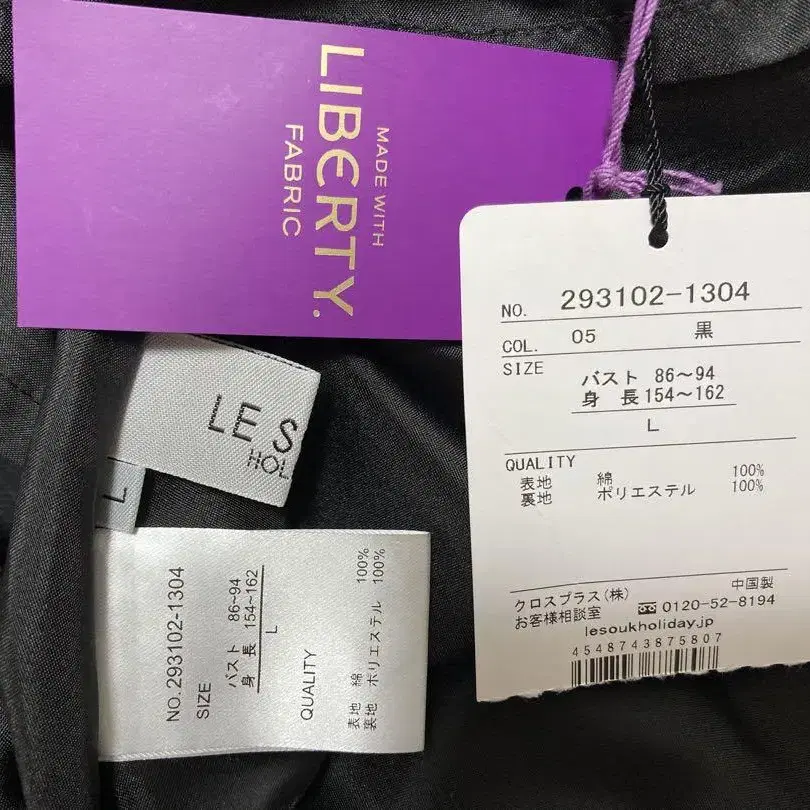 MADE WITH
LIBERTY.
FABRIC
NO. 293102-1304
COL. 05 黒
SIZE
バスト 86〜94
身 長 154〜162
L
QUALITY
表地 綿 100%
裏地 ポリエステル 100%
中国製
クロスプラス(株)
お客様相談室 0120-52-8194
lesoukholiday.jp
4548743875807
LE S
HOL
L
NO.293102-1304
SIZE
バスト 86~94
身 長 154~162
L
QUALITY
表地 綿 100%
裏地 ポリエステル 100%